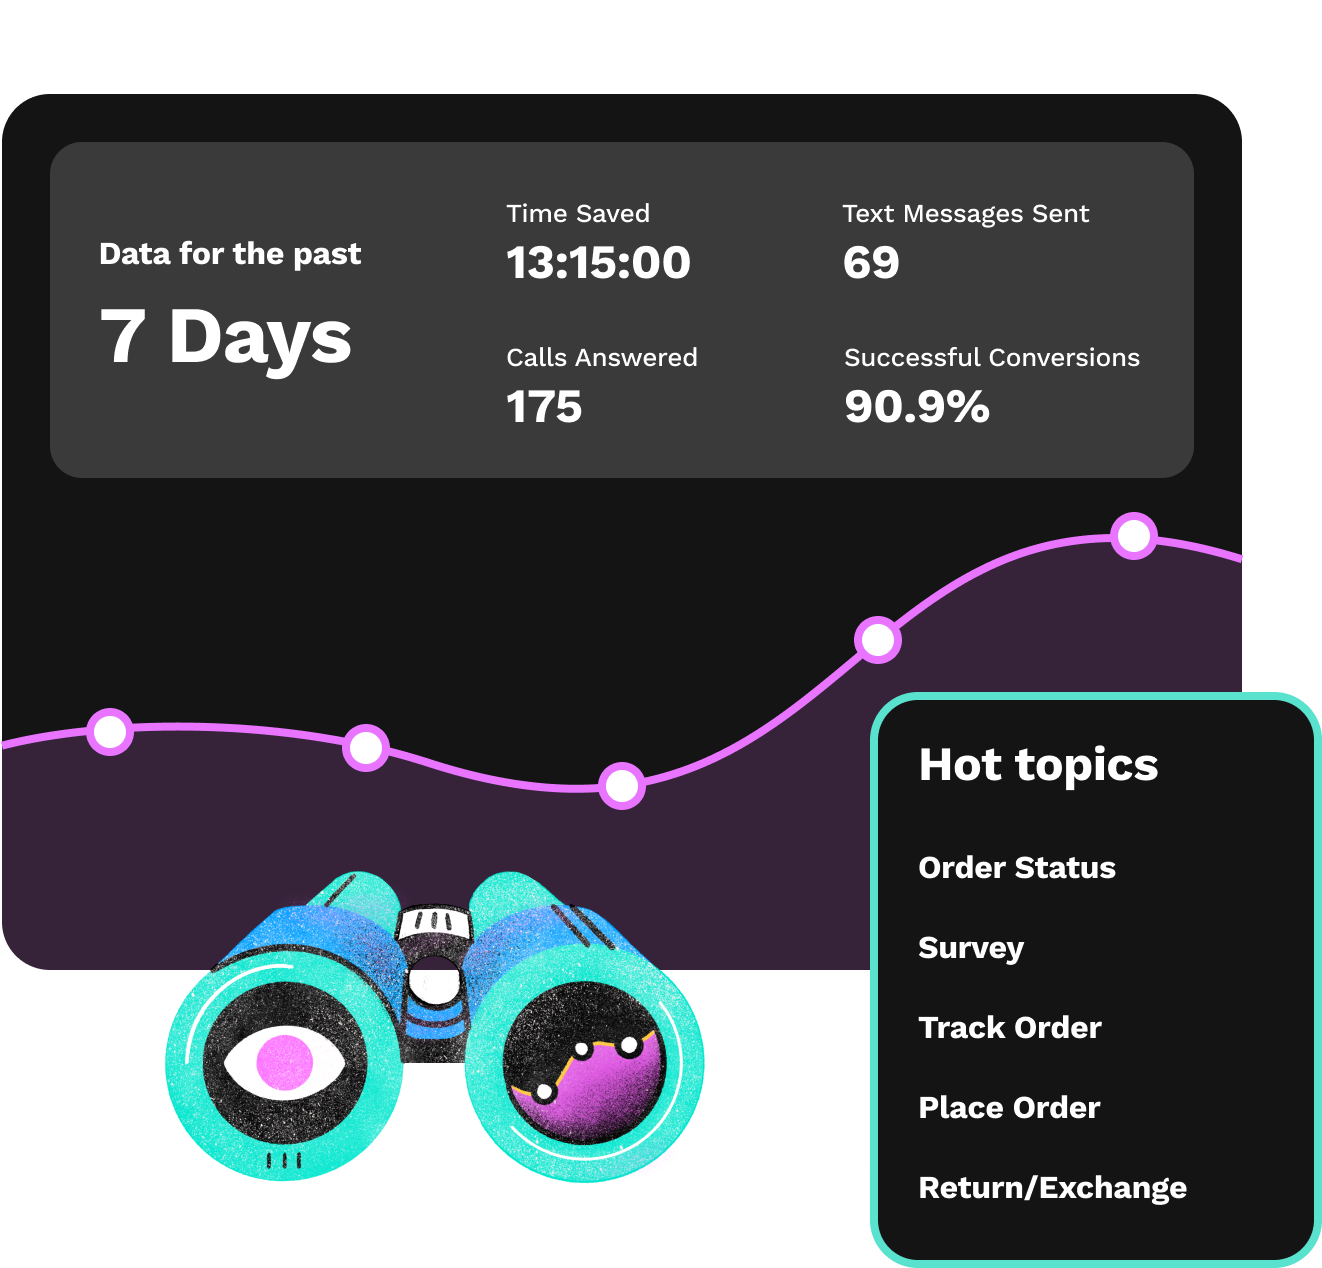 Data for the past
7 Days
Time Saved
13:15:00
Text Messages Sent
69
Calls Answered
175
Successful Conversions
90.9%
Hot topics
Order Status
Survey
Track Order
Place Order
Return/Exchange